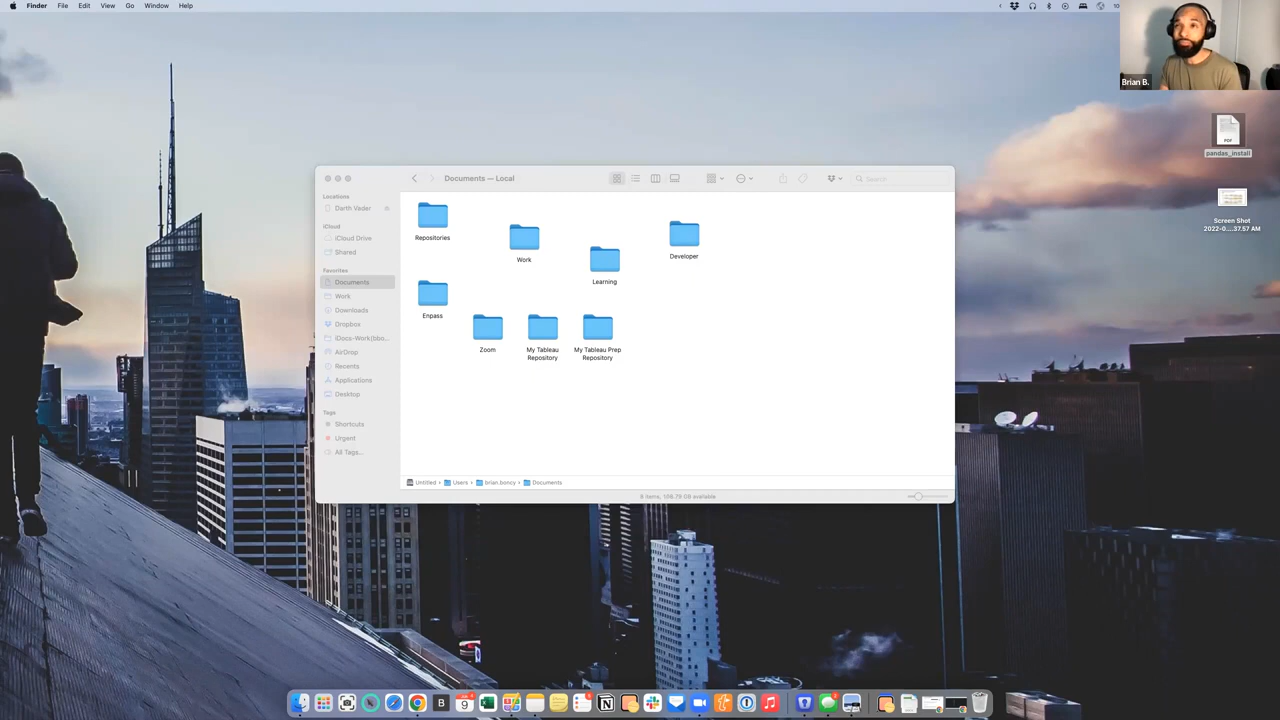 Finder File Edit View Go Window Help
Brian B.
PDF
pandas_install
Screen Shot
2022-0....37.57 AM
Documents — Local
Search
Locations
Darth Vader
iCloud
iCloud Drive
Shared
Favorites
Documents
Work
Downloads
Dropbox
iDocs-Work(bbo...
AirDrop
Recents
Applications
Desktop
Tags
Shortcuts
Urgent
All Tags...
Repositories
Work
Learning
Developer
Enpass
Zoom
My Tableau
Repository
My Tableau Prep
Repository
Untitled › Users › brian.boncy › Documents
9 items, 108.79 GB available
9